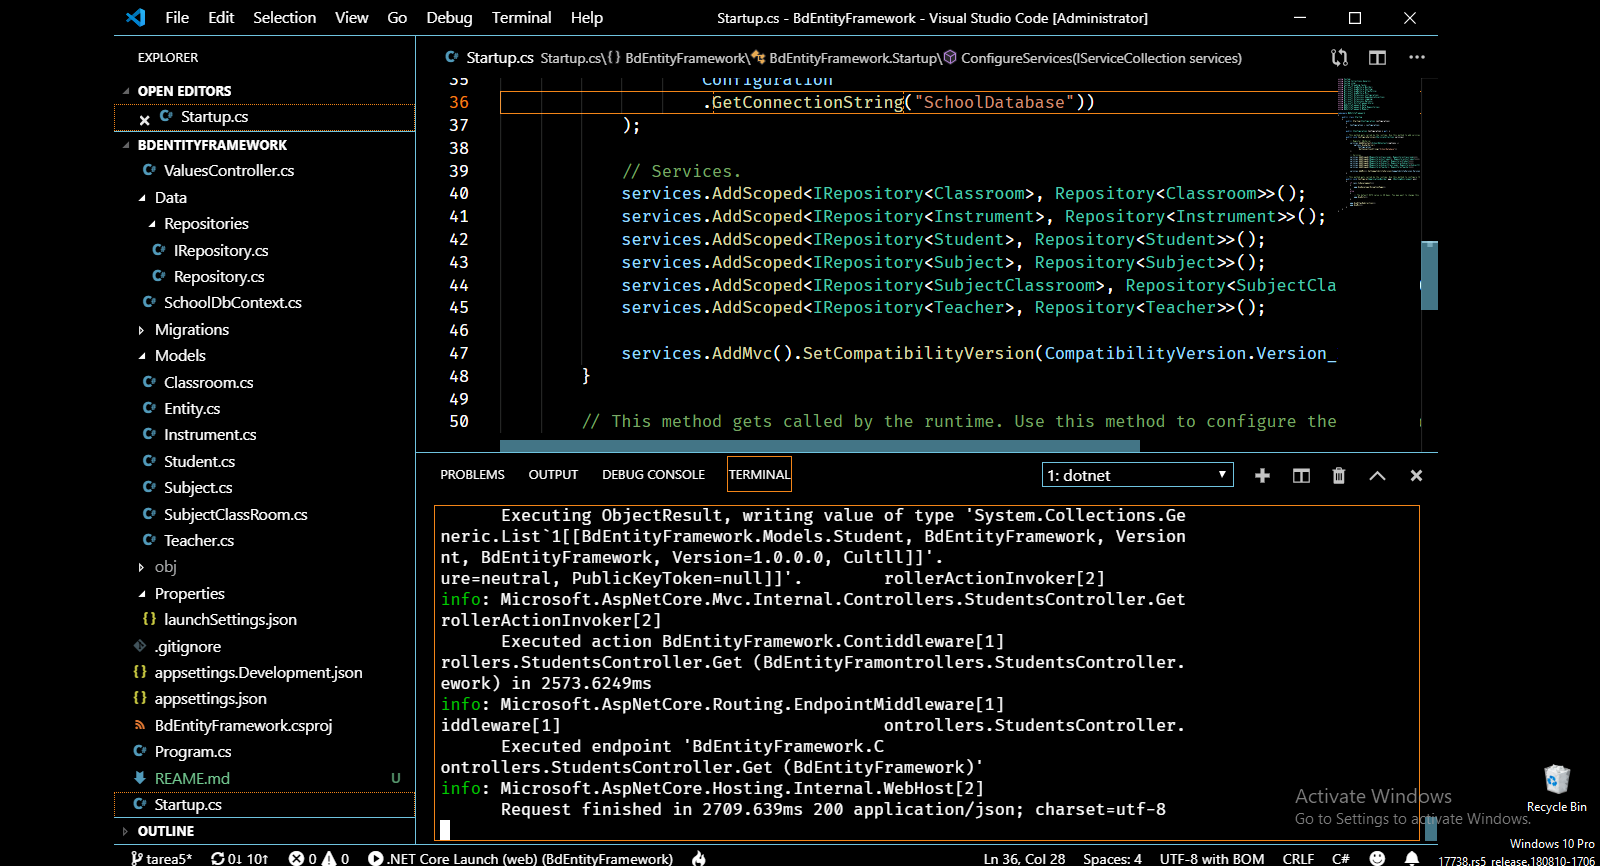 File Edit Selection View Go Debug Terminal Help
Startup.cs - BdEntityFramework - Visual Studio Code [Administrator]
EXPLORER
OPEN EDITORS
Startup.cs
BDENTITYFRAMEWORK
ValuesController.cs
Data
Repositories
IRepository.cs
Repository.cs
SchoolDbContext.cs
Migrations
Models
Classroom.cs
Entity.cs
Instrument.cs
Student.cs
Subject.cs
SubjectClassRoom.cs
Teacher.cs
obj
Properties
launchSettings.json
.gitignore
appsettings.Development.json
appsettings.json
BdEntityFramework.csproj
Program.cs
REAME.md U
Startup.cs
OUTLINE
Startup.cs Startup.cs\{} BdEntityFramework\ BdEntityFramework.Startup\ ConfigureServices(IServiceCollection services)
35 Configuration
36 .GetConnectionString("SchoolDatabase"))
37 );
38
39 // Services.
40 services.AddScoped<IRepository<Classroom>, Repository<Classroom>>();
41 services.AddScoped<IRepository<Instrument>, Repository<Instrument>>();
42 services.AddScoped<IRepository<Student>, Repository<Student>>();
43 services.AddScoped<IRepository<Subject>, Repository<Subject>>();
44 services.AddScoped<IRepository<SubjectClassroom>, Repository<SubjectCla
45 services.AddScoped<IRepository<Teacher>, Repository<Teacher>>();
46
47 services.AddMvc().SetCompatibilityVersion(CompatibilityVersion.Version_
48 }
49
50 // This method gets called by the runtime. Use this method to configure the
PROBLEMS OUTPUT DEBUG CONSOLE TERMINAL 1: dotnet
Executing ObjectResult, writing value of type 'System.Collections.Ge
neric.List`1[[BdEntityFramework.Models.Student, BdEntityFramework, Version
nt, BdEntityFramework, Version=1.0.0.0, Cultll]]'.
ure=neutral, PublicKeyToken=null]]'. rollerActionInvoker[2]
info: Microsoft.AspNetCore.Mvc.Internal.Controllers.StudentsController.Get
rollerActionInvoker[2]
Executed action BdEntityFramework.Contiddleware[1]
rollers.StudentsController.Get (BdEntityFramontrollers.StudentsController.
ework) in 2573.6249ms
info: Microsoft.AspNetCore.Routing.EndpointMiddleware[1]
iddleware[1] ontrollers.StudentsController.
Executed endpoint 'BdEntityFramework.C
ontrollers.StudentsController.Get (BdEntityFramework)'
info: Microsoft.AspNetCore.Hosting.Internal.WebHost[2]
Request finished in 2709.639ms 200 application/json; charset=utf-8
Activate Windows
Go to Settings to activate Windows.
Recycle Bin
Windows 10 Pro
17738.rs5_release.180810-1706
tarea5* 0↓ 10↑ 0 0 .NET Core Launch (web) (BdEntityFramework) Ln 36, Col 28 Spaces: 4 UTF-8 with BOM CRLF C#